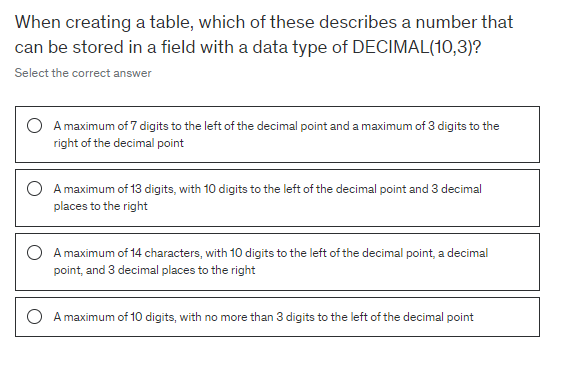 When creating a table, which of these describes a number that
can be stored in a field with a data type of DECIMAL(10,3)?
Select the correct answer
A maximum of 7 digits to the left of the decimal point and a maximum of 3 digits to the
right of the decimal point
A maximum of 13 digits, with 10 digits to the left of the decimal point and 3 decimal
places to the right
A maximum of 14 characters, with 10 digits to the left of the decimal point, a decimal
point, and 3 decimal places to the right
A maximum of 10 digits, with no more than 3 digits to the left of the decimal point